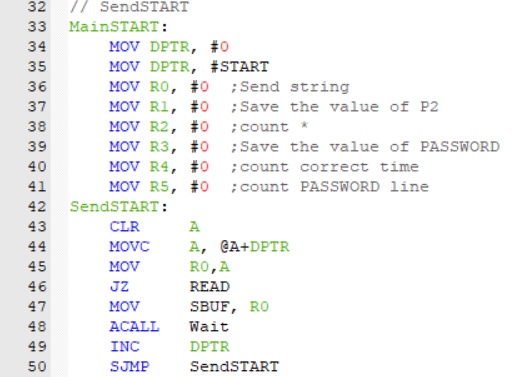 32 // SendSTART
33 MainSTART:
34 MOV DPTR, #0
35 MOV DPTR, #START
36 MOV R0, #0 ;Send string
37 MOV R1, #0 ;Save the value of P2
38 MOV R2, #0 ;count *
39 MOV R3, #0 ;Save the value of PASSWORD
40 MOV R4, #0 ;count correct time
41 MOV R5, #0 ;count PASSWORD line
42 SendSTART:
43 CLR A
44 MOVC A, @A+DPTR
45 MOV R0,A
46 JZ READ
47 MOV SBUF, R0
48 ACALL Wait
49 INC DPTR
50 SJMP SendSTART